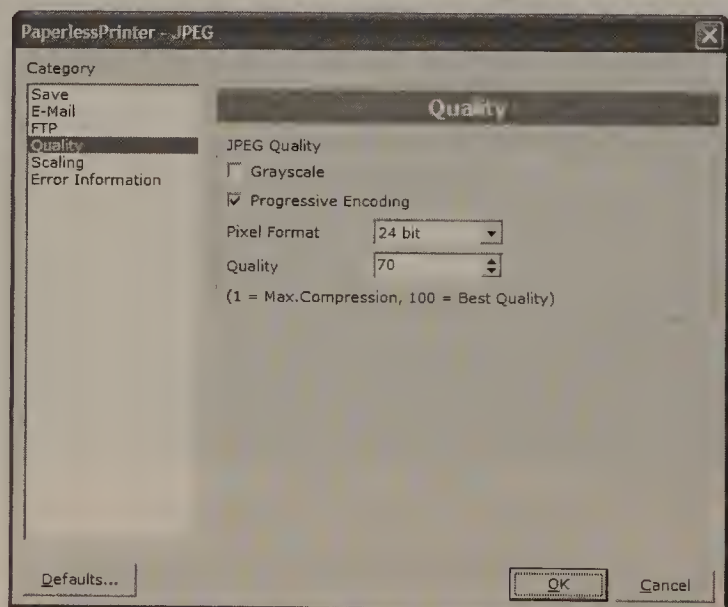 PaperlessPrinter - JPEG
Category
Save
E-Mail
FTP
Quality
Scaling
Error Information
Quality
JPEG Quality
Grayscale
Progressive Encoding
Pixel Format 24 bit
Quality 70
(1 = Max.Compression, 100 = Best Quality)
Defaults...
OK
Cancel